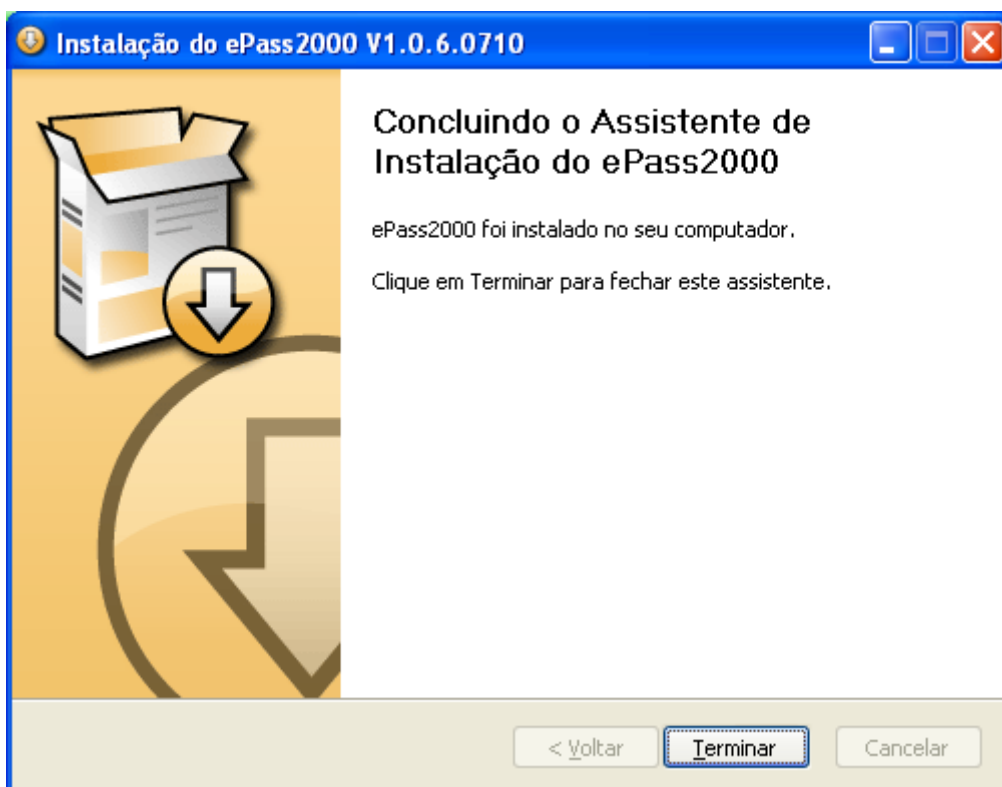 Instalação do ePass2000 V1.0.6.0710
Concluindo o Assistente de
Instalação do ePass2000
ePass2000 foi instalado no seu computador.
Clique em Terminar para fechar este assistente.
< Voltar
Terminar
Cancelar